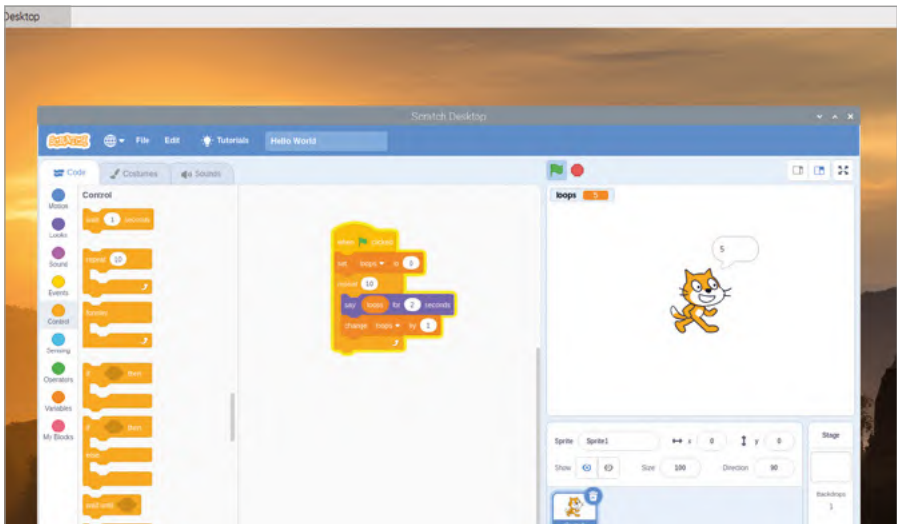 Desktop
Scratch Desktop
SCRATCH File Edit Tutorials Hello World
Code Costumes Sounds
Motion
Looks
Sound
Events
Control
Sensing
Operators
Variables
My Blocks
Control
wait 1 seconds
repeat 10
forever
if then
if then
else
wait until
when clicked
set loops to 0
repeat 10
say loops for 2 seconds
change loops by 1
loops 5
5
Sprite Sprite1 x 0 y 0
Show Size 100 Direction 90
Stage
Backdrops
1